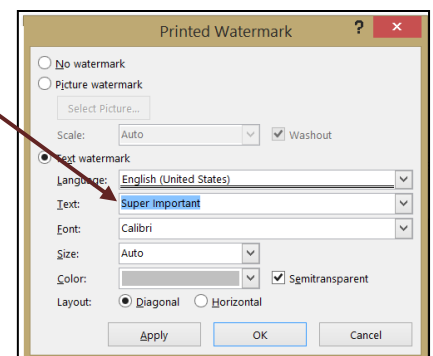 Printed Watermark ? ×
No watermark
Picture watermark
Select Picture...
Scale: Auto Washout
Text watermark
Language: English (United States)
Text: Super Important
Font: Calibri
Size: Auto
Color: Semitransparent
Layout: Diagonal Horizontal
Apply OK Cancel